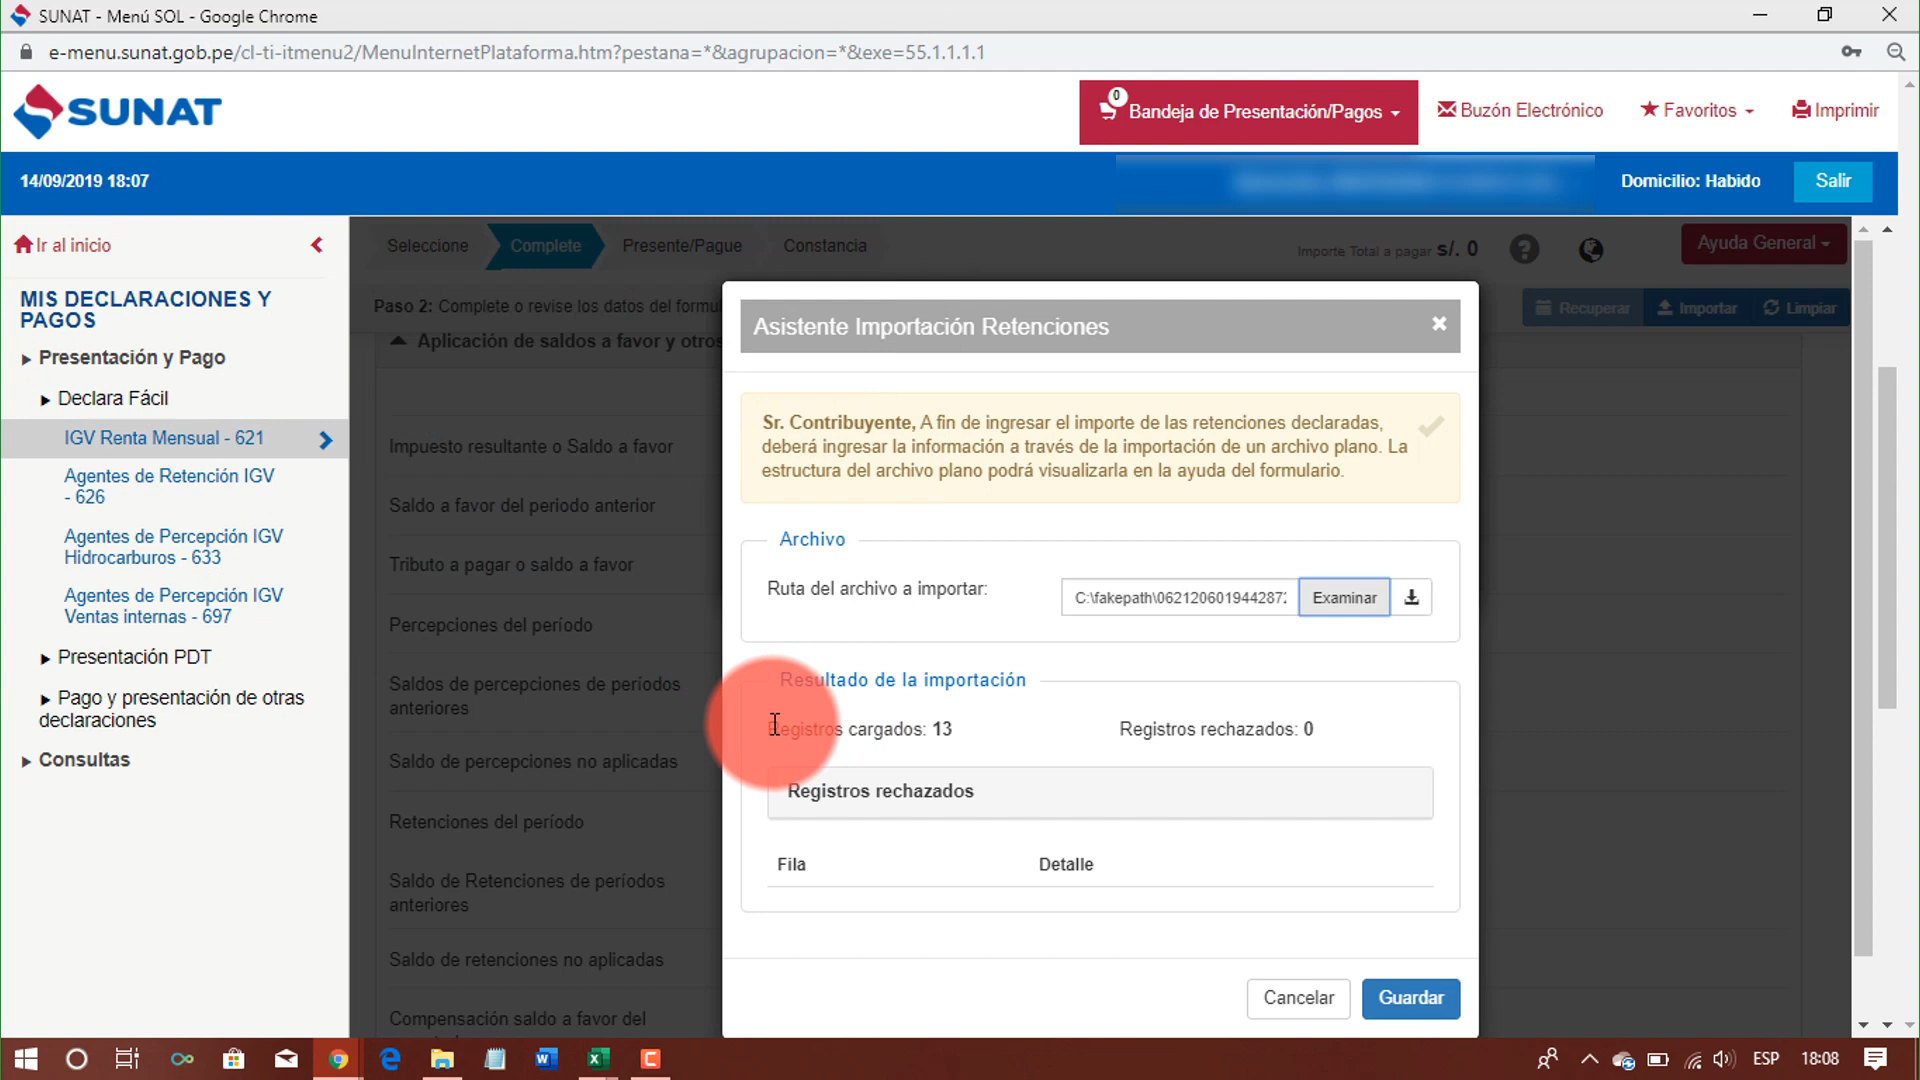 SUNAT - Menú SOL - Google Chrome
e-menu.sunat.gob.pe/cl-ti-itmenu2/MenuInternetPlataforma.htm?pestana=*&agrupacion=*&exe=55.1.1.1.1
SUNAT
0
Bandeja de Presentación/Pagos
Buzón Electrónico
Favoritos
Imprimir
14/09/2019 18:07
Domicilio: Habido
Salir
Ir al inicio
MIS DECLARACIONES Y
PAGOS
Presentación y Pago
Declara Fácil
IGV Renta Mensual - 621
Agentes de Retención IGV
- 626
Agentes de Percepción IGV
Hidrocarburos - 633
Agentes de Percepción IGV
Ventas internas - 697
Presentación PDT
Pago y presentación de otras
declaraciones
Consultas
Seleccione
Complete
Presente/Pague
Constancia
Importe Total a pagar s/. 0
?
Ayuda General
Paso 2: Complete o revise los datos del formu
Recuperar
Importar
Limpiar
Aplicación de saldos a favor y otros
Impuesto resultante o Saldo a favor
Saldo a favor del periodo anterior
Tributo a pagar o saldo a favor
Percepciones del período
Saldos de percepciones de períodos
anteriores
Saldo de percepciones no aplicadas
Retenciones del período
Saldo de Retenciones de períodos
anteriores
Saldo de retenciones no aplicadas
Compensación saldo a favor del
Asistente Importación Retenciones
Sr. Contribuyente, A fin de ingresar el importe de las retenciones declaradas,
deberá ingresar la información a través de la importación de un archivo plano. La
estructura del archivo plano podrá visualizarla en la ayuda del formulario.
Archivo
Ruta del archivo a importar:
C:\fakepath\062120601944287
Examinar
Resultado de la importación
Registros cargados: 13
Registros rechazados: 0
Registros rechazados
Fila
Detalle
Cancelar
Guardar
ESP
18:08